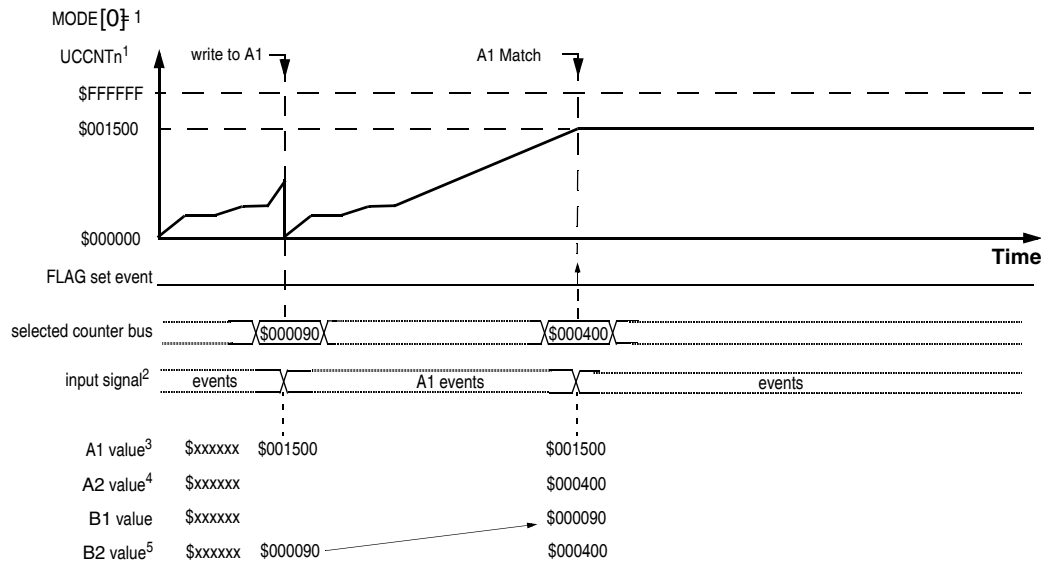 MODE[0]= 1
UCCNTn1 write to A1 A1 Match
$FFFFFF
$001500
$000000
Time
FLAG set event
selected counter bus $000090 $000400
input signal2 events A1 events events
A1 value3 $xxxxxx $001500 $001500
A2 value4 $xxxxxx $000400
B1 value $xxxxxx $000090
B2 value5 $xxxxxx $000090 $000400